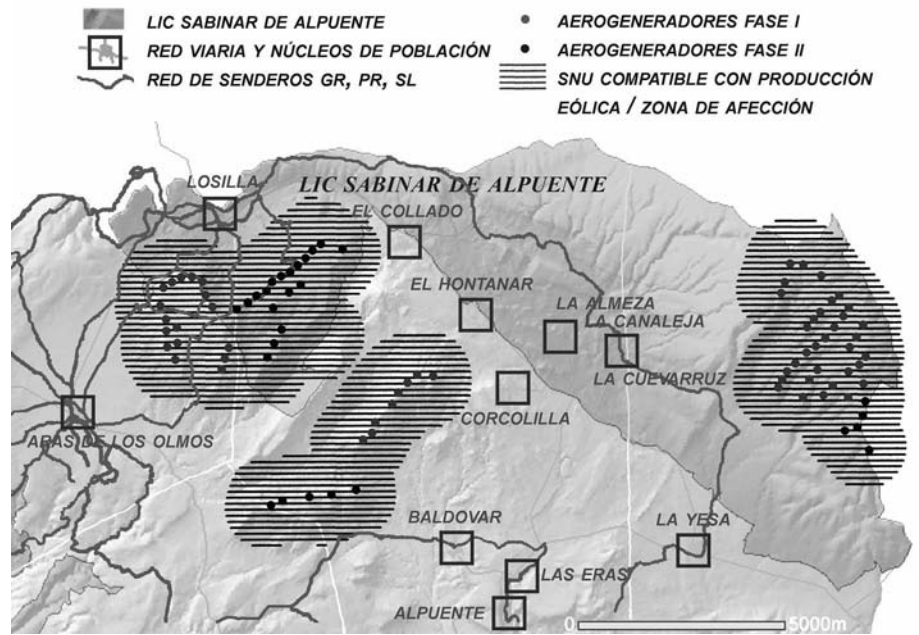 LIC SABINAR DE ALPUENTE
RED VIARIA Y NÚCLEOS DE POBLACIÓN
RED DE SENDEROS GR, PR, SL
AEROGENERADORES FASE I
AEROGENERADORES FASE II
SNU COMPATIBLE CON PRODUCCIÓN
EÓLICA / ZONA DE AFECCIÓN
LOSILLA
LIC SABINAR DE ALPUENTE
EL COLLADO
EL HONTANAR
LA ALMEZA
LA CANALEJA
LA CUEVARRUZ
CORCOLILLA
ARAS DE LOS OLMOS
BALDOVAR
LA YESA
LAS ERAS
ALPUENTE
0 5000m